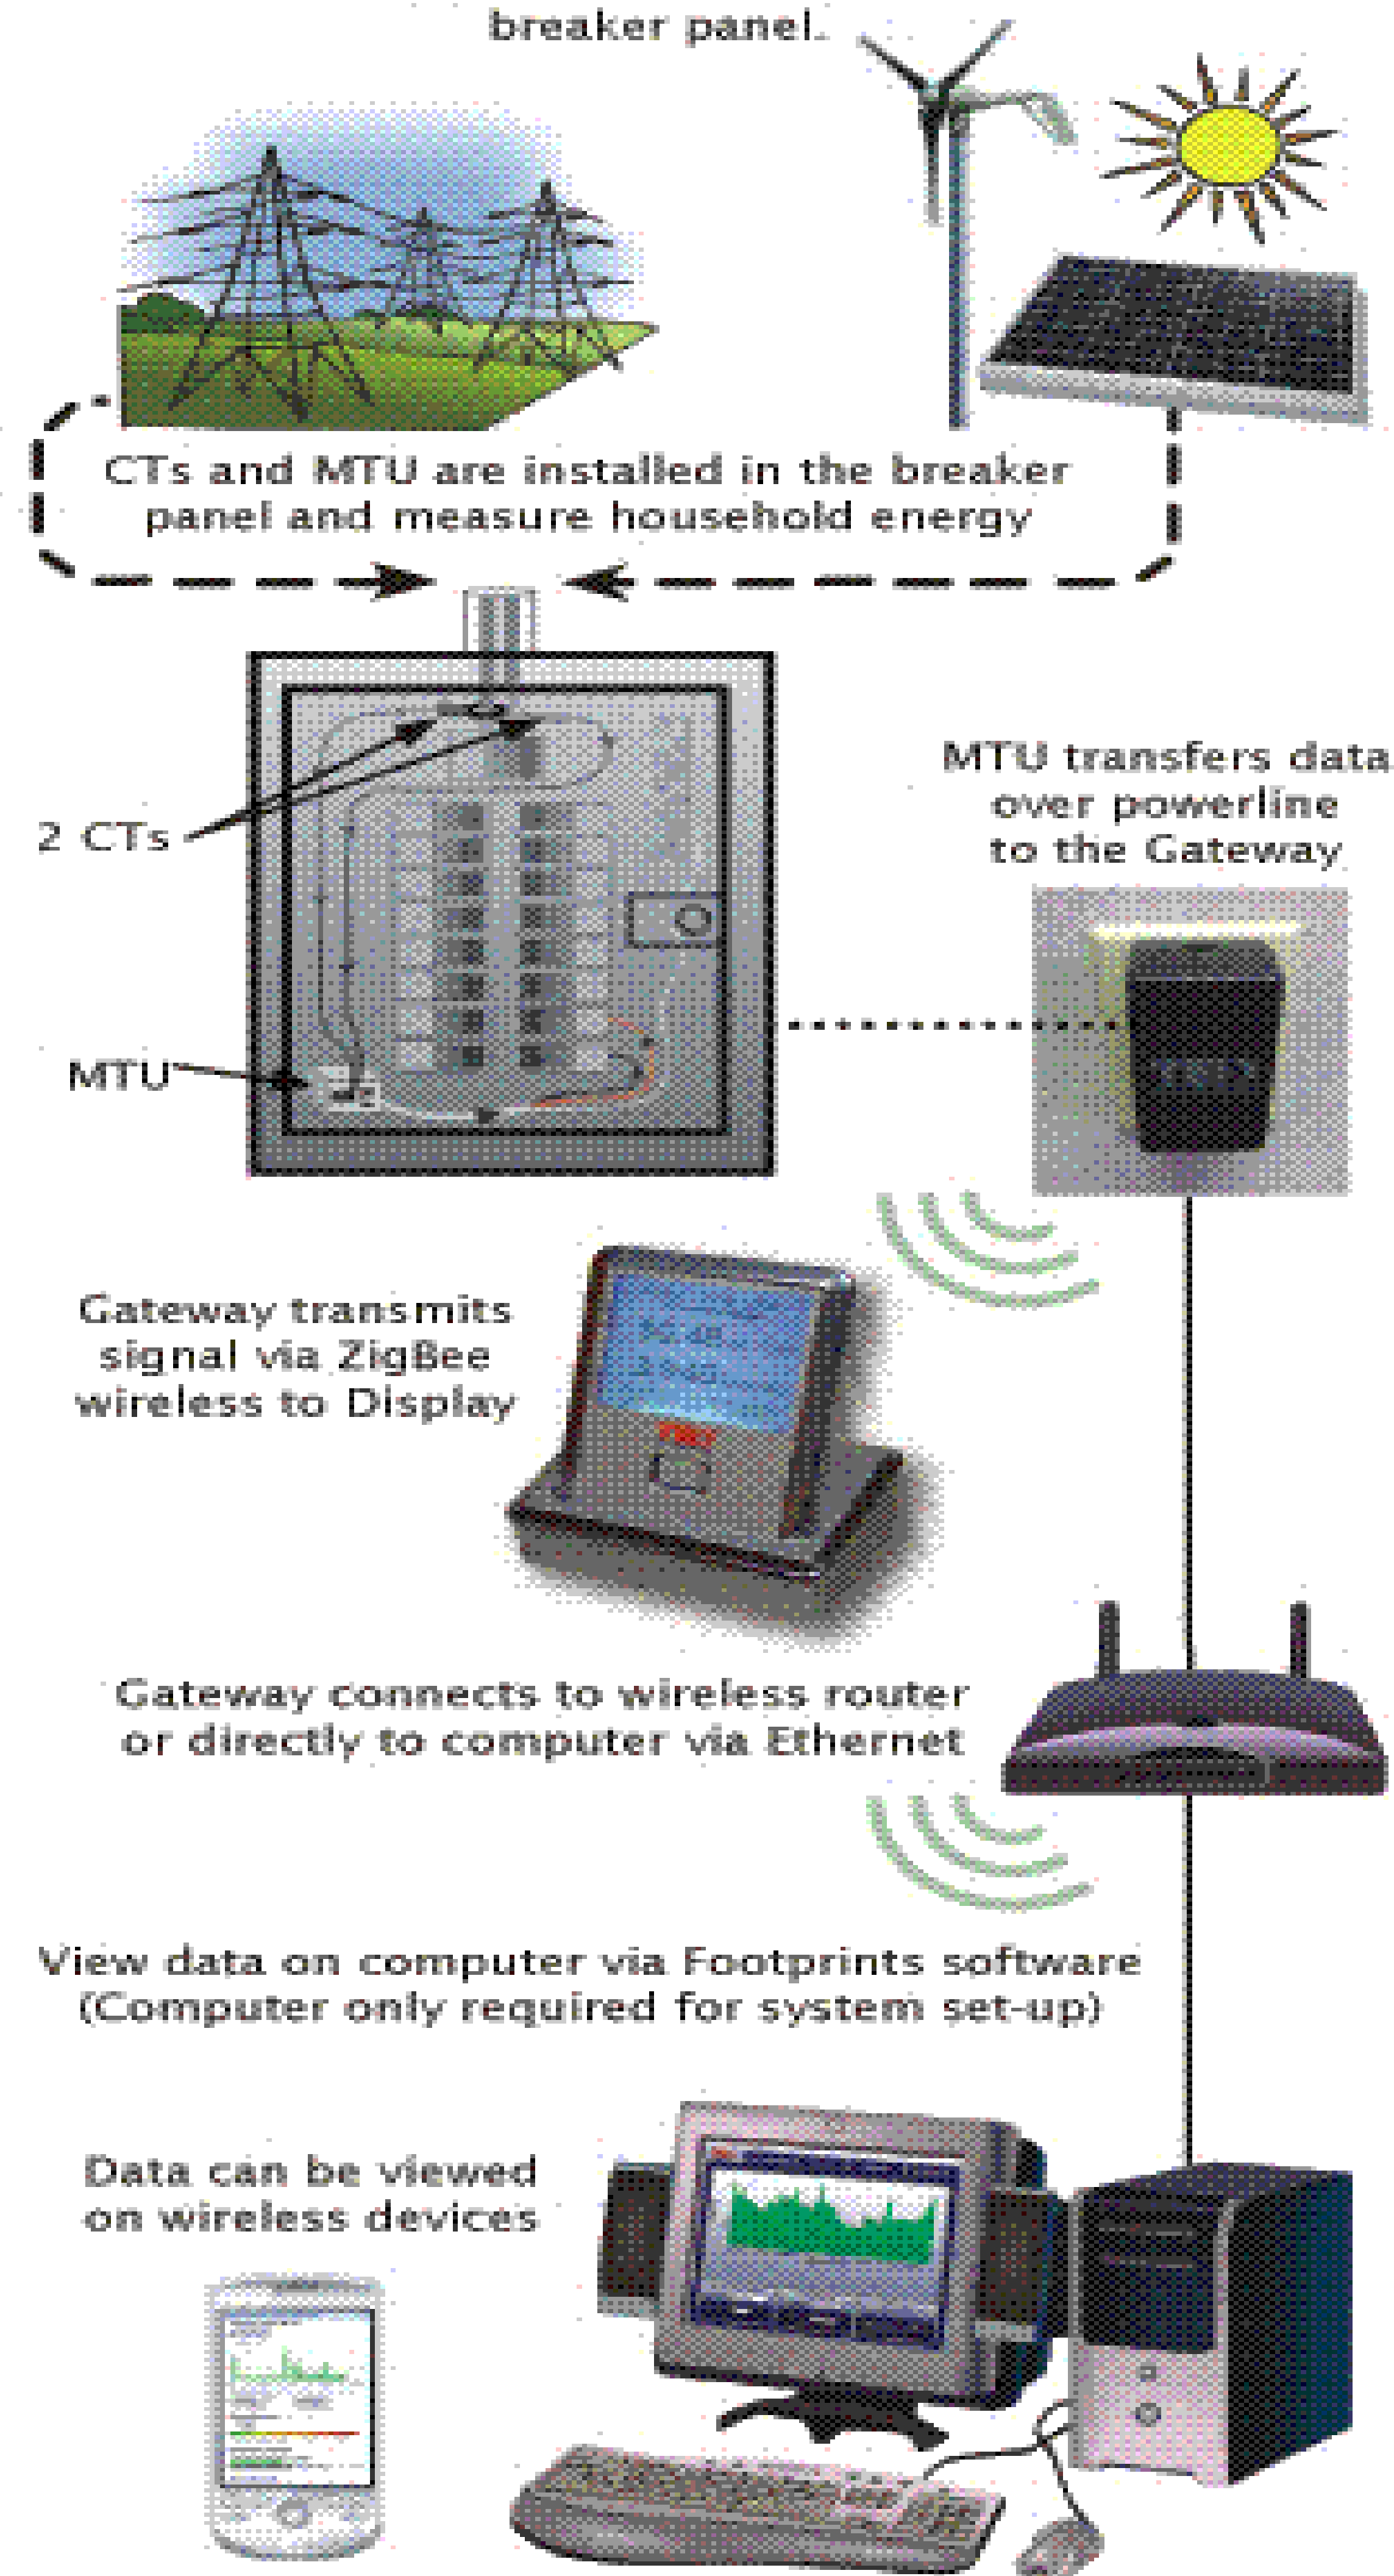 breaker panel.
CTs and MTU are installed in the breaker
panel and measure household energy
2 CTs
MTU transfers data
over powerline
to the Gateway
MTU
Gateway transmits
signal via ZigBee
wireless to Display
Gateway connects to wireless router
or directly to computer via Ethernet
View data on computer via Footprints software
(Computer only required for system set-up)
Data can be viewed
on wireless devices